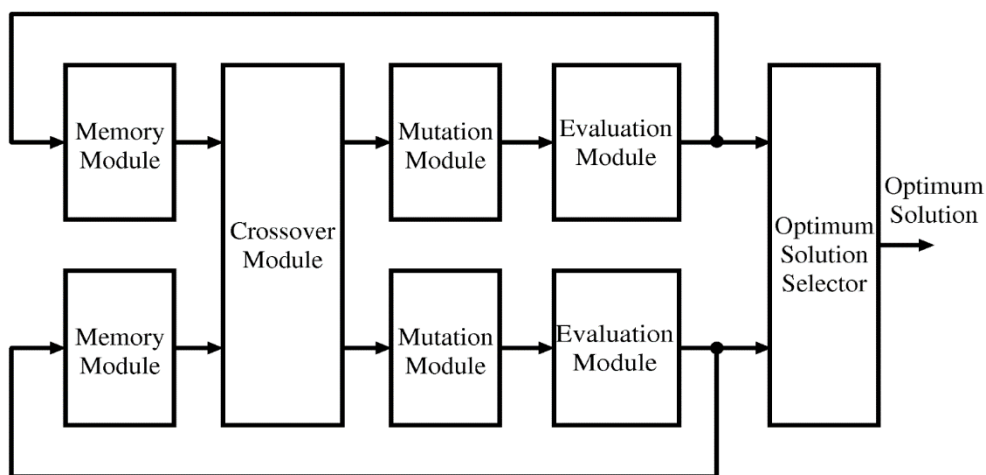 Memory
Module
Crossover
Module
Mutation
Module
Evaluation
Module
Optimum
Solution
Selector
Optimum
Solution
Memory
Module
Mutation
Module
Evaluation
Module